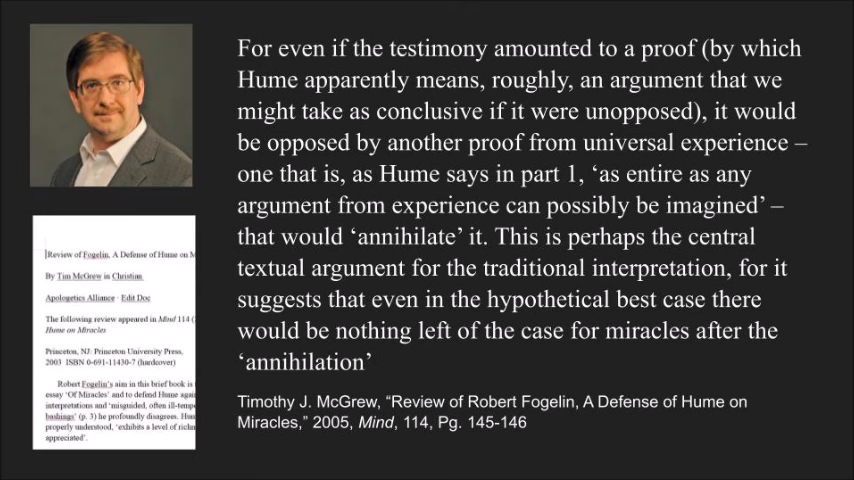 For even if the testimony amounted to a proof (by which
Hume apparently means, roughly, an argument that we
might take as conclusive if it were unopposed), it would
be opposed by another proof from universal experience –
one that is, as Hume says in part 1, ‘as entire as any
argument from experience can possibly be imagined’ –
that would ‘annihilate’ it. This is perhaps the central
textual argument for the traditional interpretation, for it
suggests that even in the hypothetical best case there
would be nothing left of the case for miracles after the
‘annihilation’
Timothy J. McGrew, “Review of Robert Fogelin, A Defense of Hume on
Miracles,” 2005, Mind, 114, Pg. 145-146
Review of Fogelin, A Defense of Hume on M
By Tim McGrew in Christian
Apologetics Alliance · Edit Doc
The following review appeared in Mind 114 (
Hume on Miracles
Princeton, NJ: Princeton University Press,
2003 ISBN 0-691-11430-7 (hardcover)
Robert Fogelin's aim in this brief book is
essay ‘Of Miracles’ and to defend Hume again
interpretations and ‘misguided, often ill-tempe
bashings’ (p. 3) he profoundly disagrees. Hum
properly understood, ‘exhibits a level of richn
appreciated’.